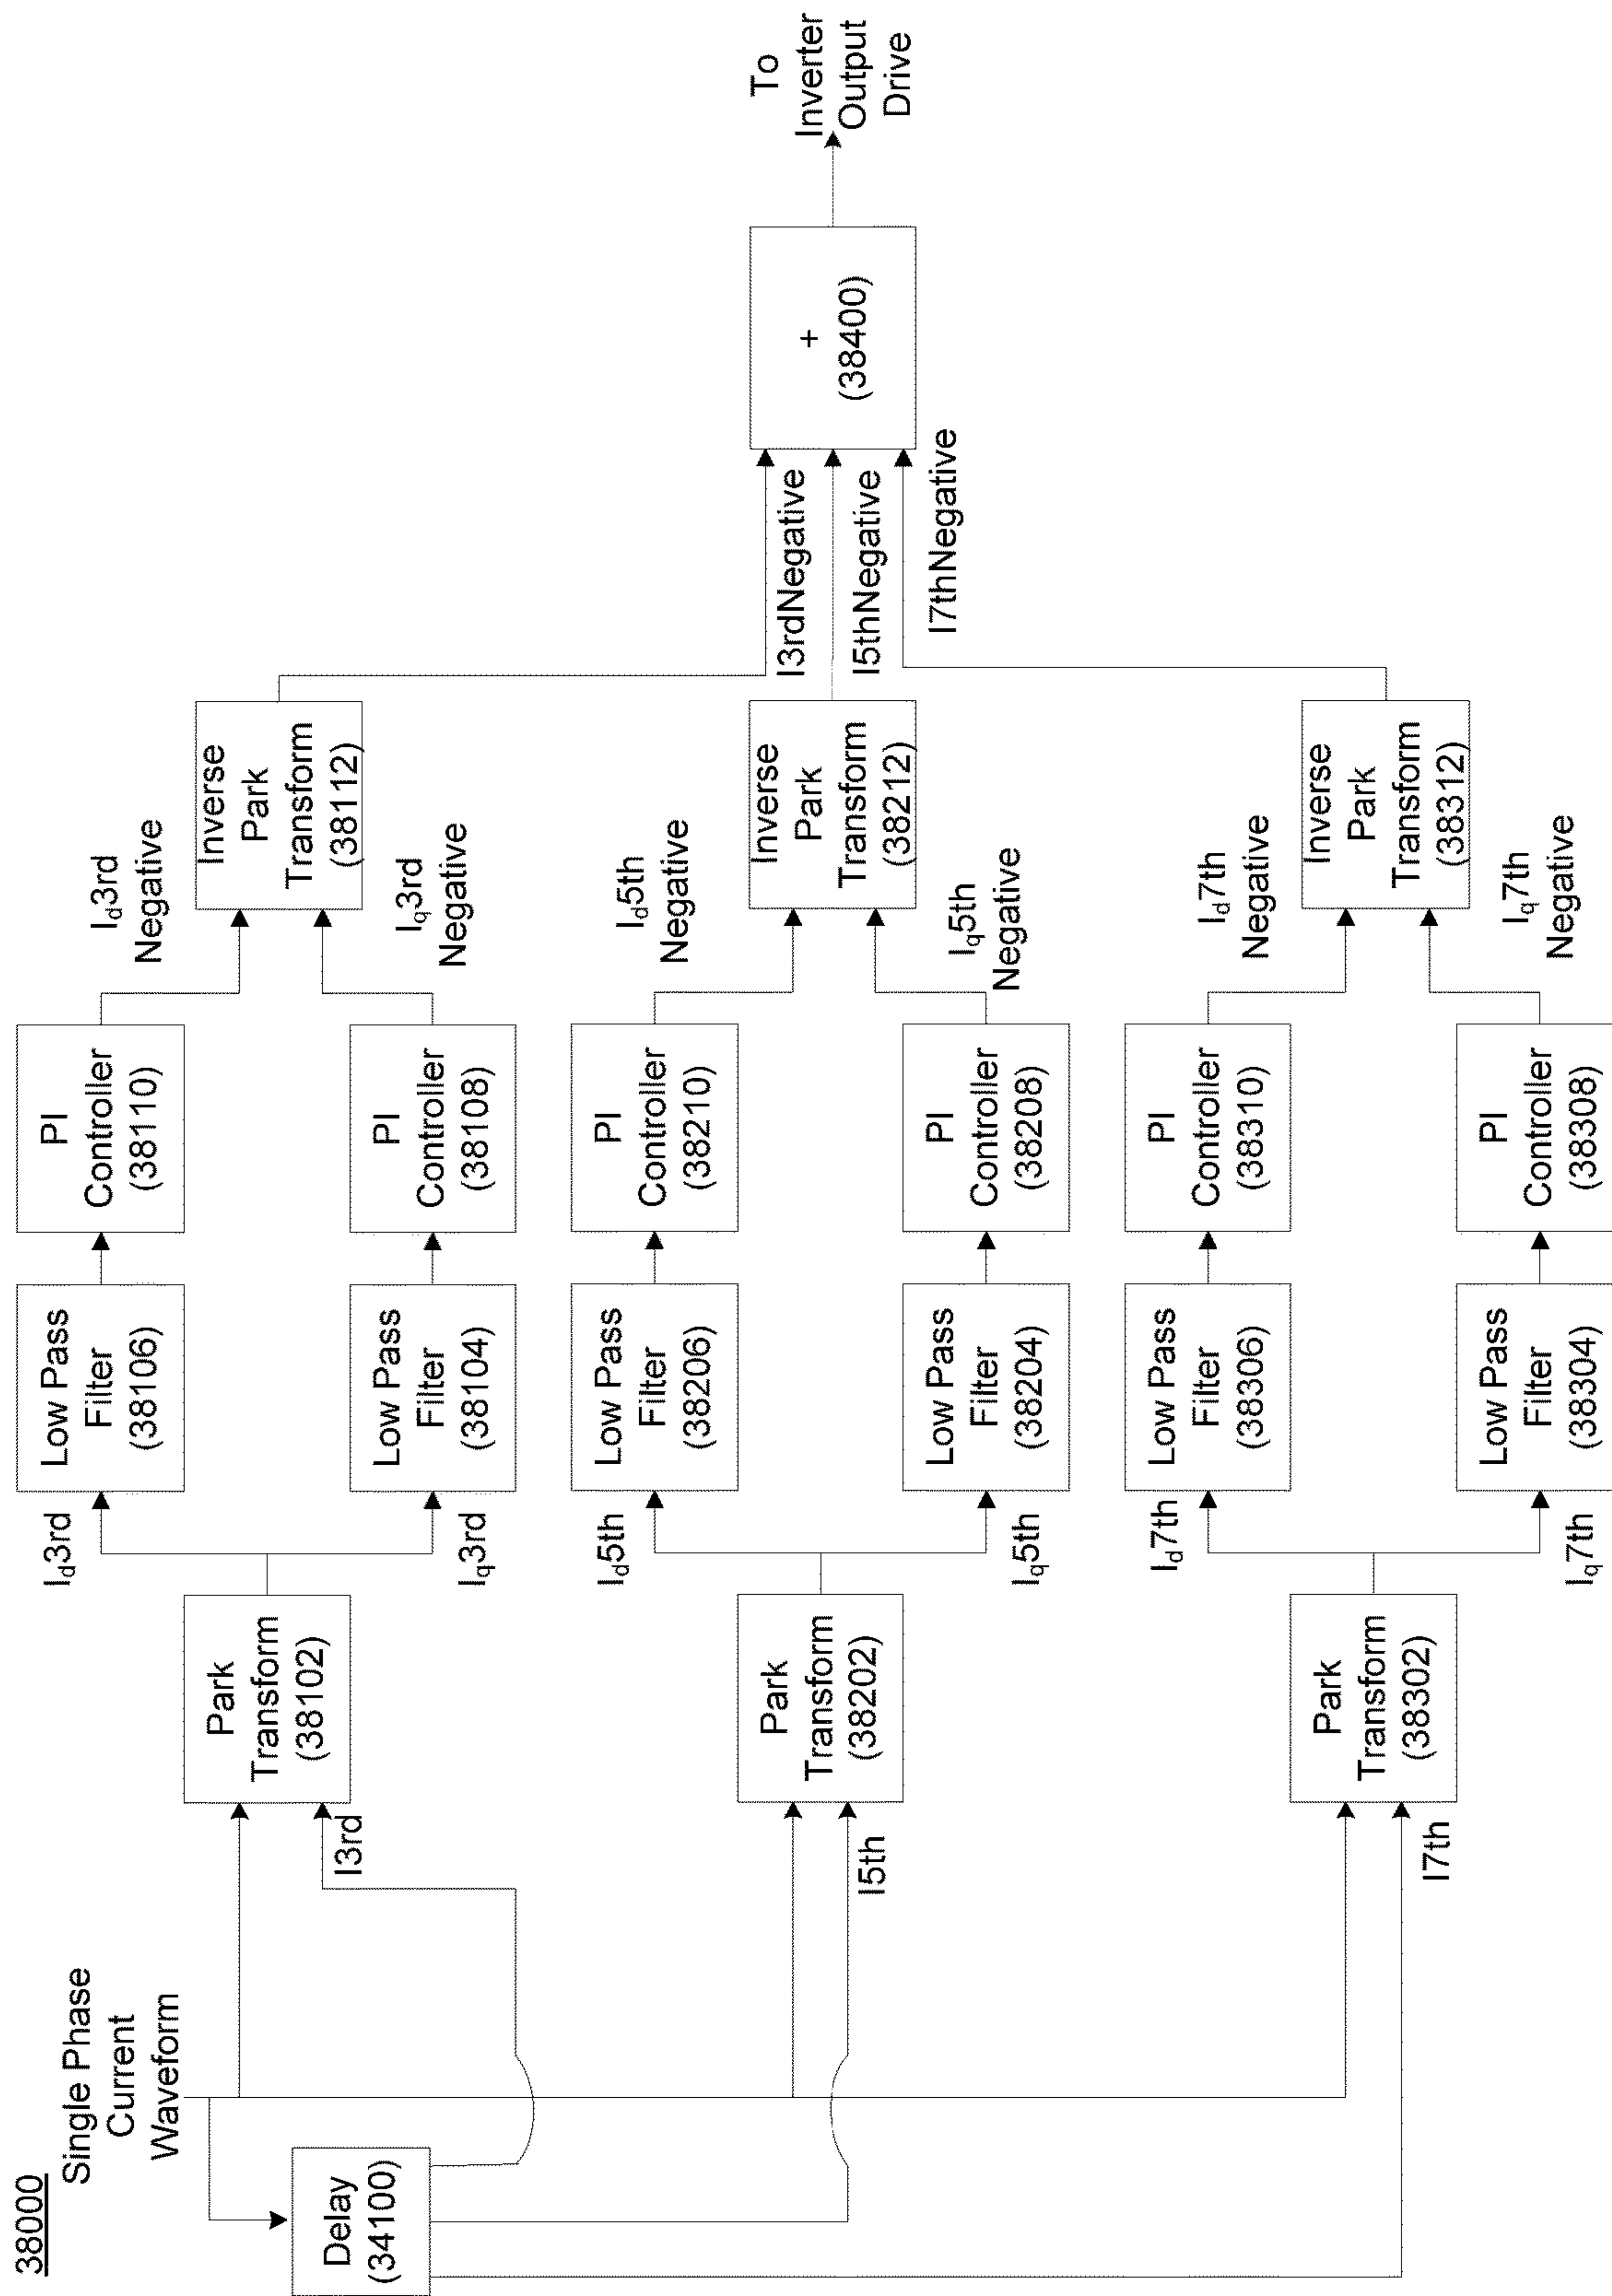 38000
Single Phase
Current
Waveform
Delay
(34100)
I3rd
I5th
I7th
Park
Transform
(38102)
Park
Transform
(38202)
Park
Transform
(38302)
Id3rd
Iq3rd
Id5th
Iq5th
Id7th
Iq7th
Low Pass
Filter
(38106)
Low Pass
Filter
(38104)
Low Pass
Filter
(38206)
Low Pass
Filter
(38204)
Low Pass
Filter
(38306)
Low Pass
Filter
(38304)
PI
Controller
(38110)
PI
Controller
(38108)
PI
Controller
(38210)
PI
Controller
(38208)
PI
Controller
(38310)
PI
Controller
(38308)
Id3rd
Negative
Iq3rd
Negative
Id5th
Negative
Iq5th
Negative
Id7th
Negative
Iq7th
Negative
Inverse
Park
Transform
(38112)
Inverse
Park
Transform
(38212)
Inverse
Park
Transform
(38312)
I3rdNegative
I5thNegative
I7thNegative
+
(38400)
To
Inverter
Output
Drive